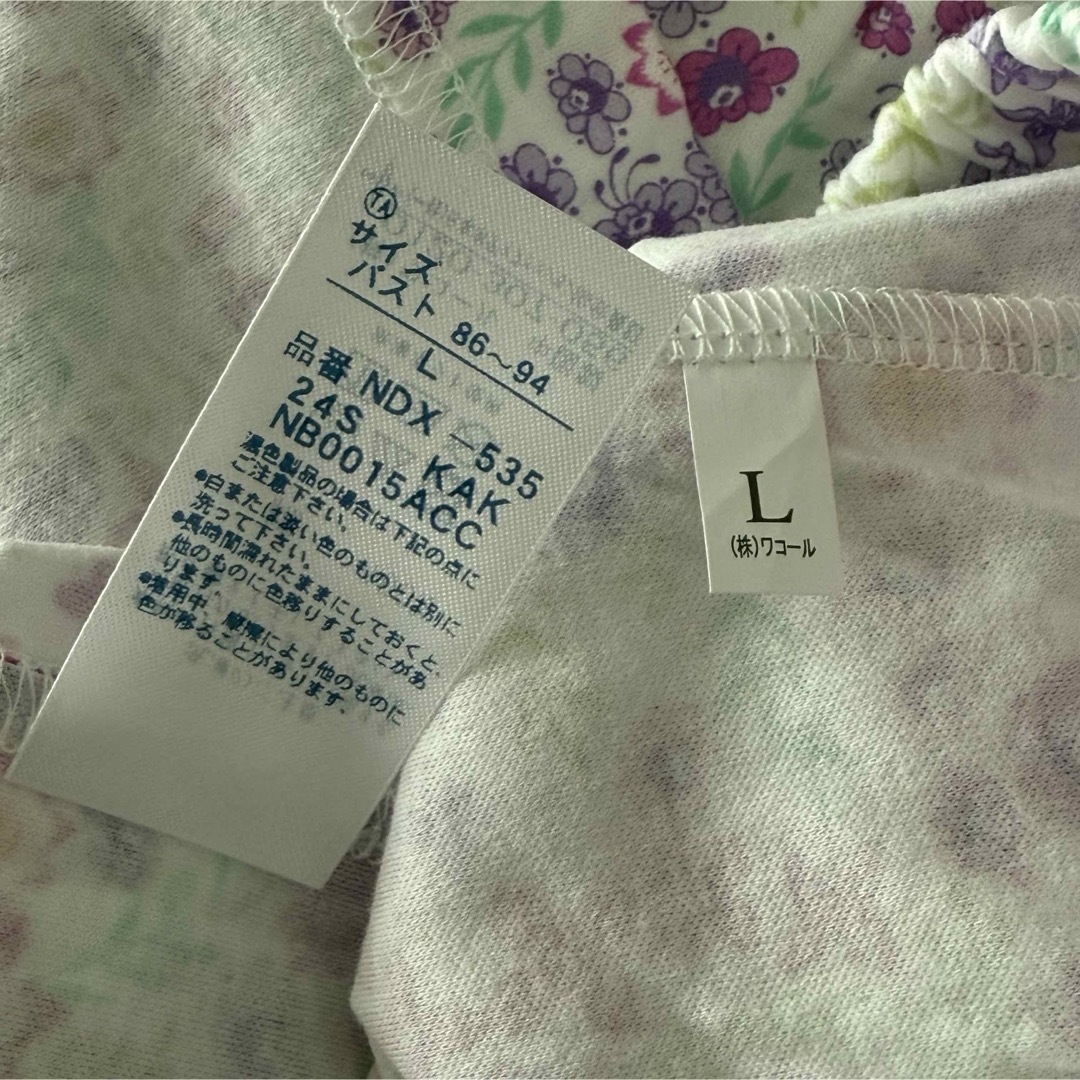 TA
サイズ
バスト 86〜94
L
品番 NDX-535
24S KAK
NB0015ACC
濃色製品の場合は下記の点に
ご注意下さい。
●白または淡い色のものとは別に
洗って下さい。
●長時間濡れたままにしておくと、
他のものに色移りすることがあ
ります。
●着用中、摩擦により他のものに
色が移ることがあります。
L
(株)ワコール